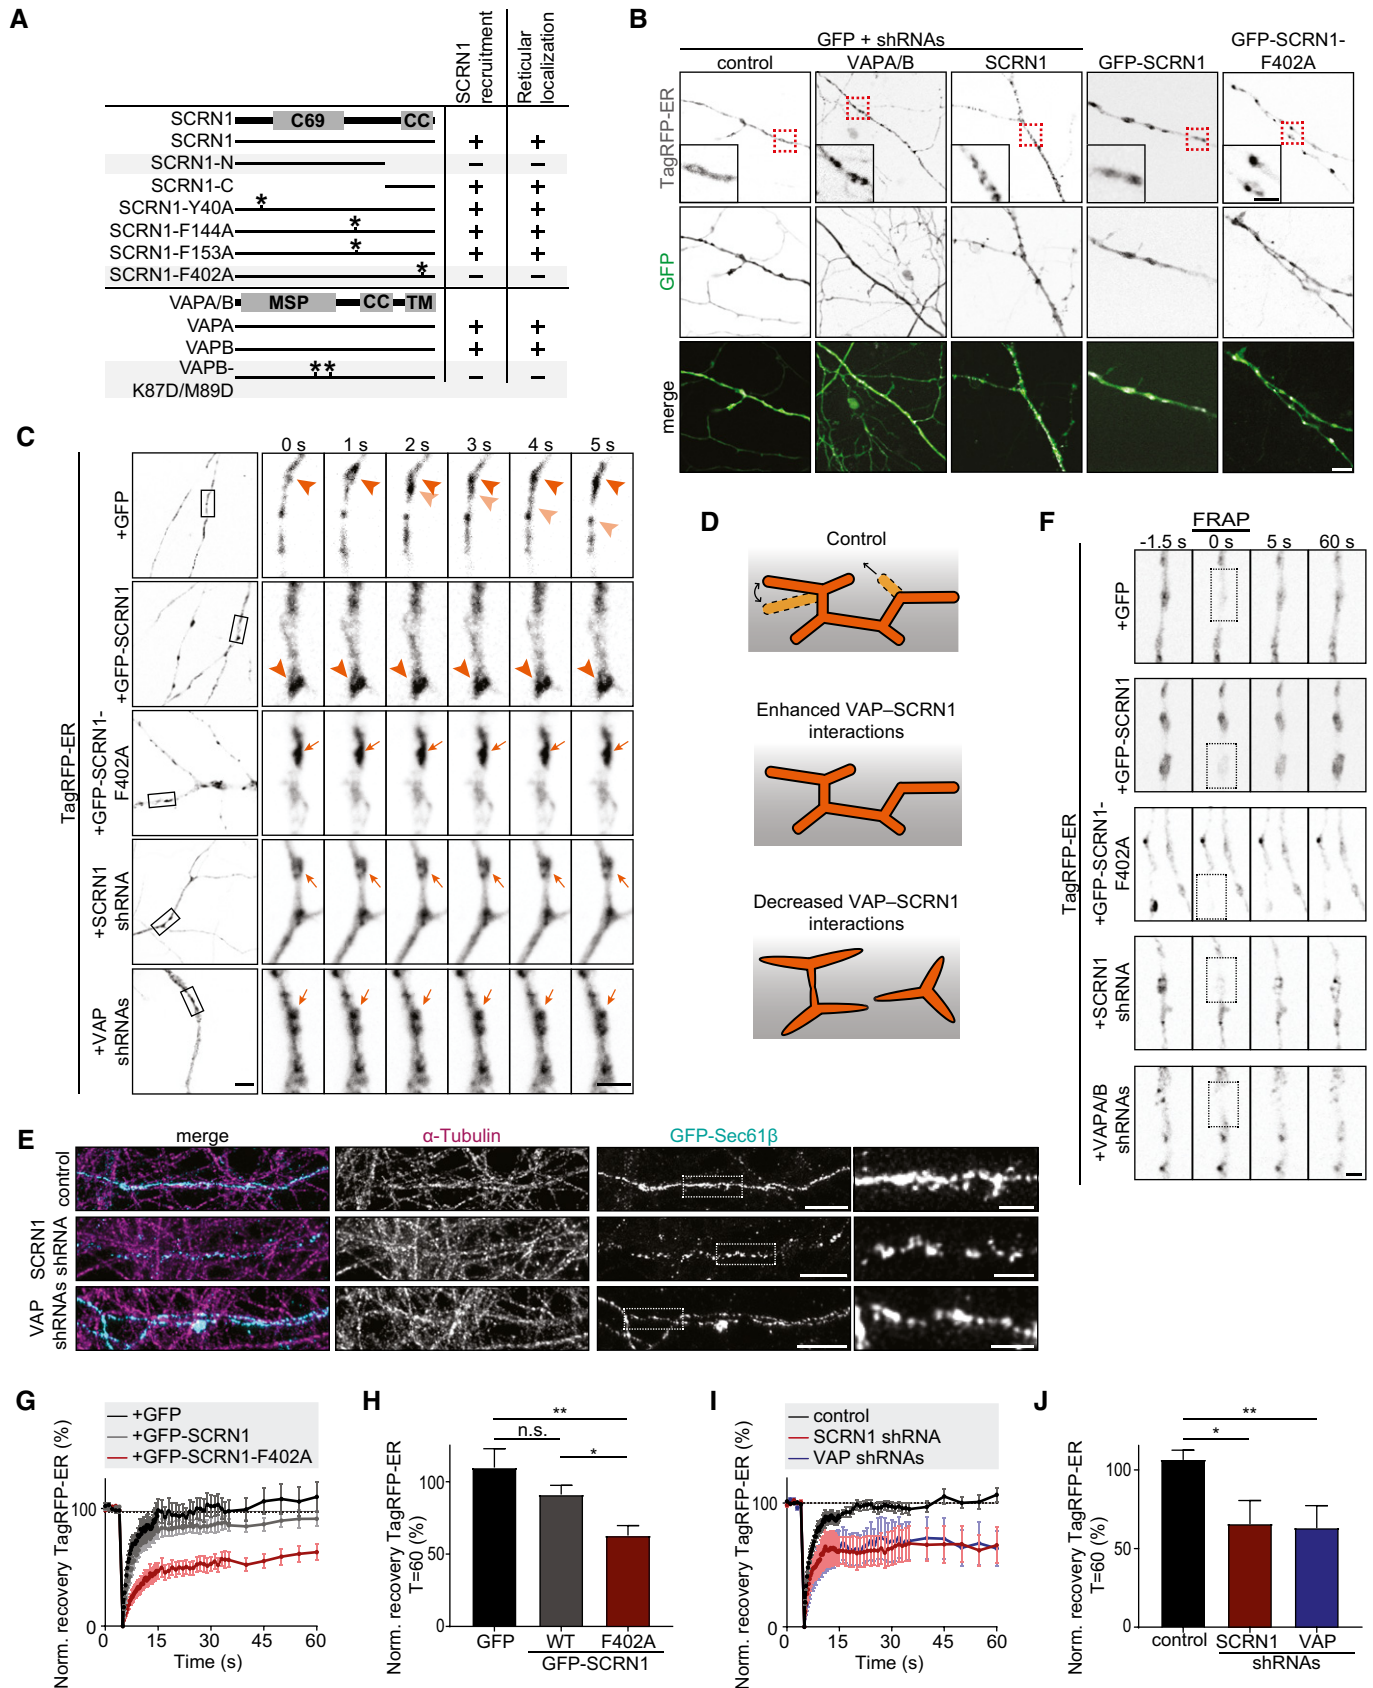 A
SCRN1 recruitment
Reticular localization
SCRN1 C69 CC
SCRN1 + +
SCRN1-N – –
SCRN1-C + +
* SCRN1-Y40A + +
* SCRN1-F144A + +
* SCRN1-F153A + +
* SCRN1-F402A – –
VAPA/B MSP CC TM
VAPA + +
VAPB + +
VAPB- ** – –
K87D/M89D
B
GFP + shRNAs
GFP-SCRN1-
control VAPA/B SCRN1 GFP-SCRN1 F402A
TagRFP-ER
GFP
merge
C
0 s 1 s 2 s 3 s 4 s 5 s
TagRFP-ER
+GFP
+GFP-SCRN1
+GFP-SCRN1-
F402A
+SCRN1
shRNA
+VAP
shRNAs
D
Control
Enhanced VAP–SCRN1
interactions
Decreased VAP–SCRN1
interactions
E
merge α-Tubulin GFP-Sec61β
control
SCRN1
shRNA
VAP
shRNAs
F
FRAP
-1.5 s 0 s 5 s 60 s
TagRFP-ER
+GFP
+GFP-SCRN1
+GFP-SCRN1-
F402A
+SCRN1
shRNA
+VAPA/B
shRNAs
G
+GFP
+GFP-SCRN1
+GFP-SCRN1-F402A
Norm. recovery TagRFP-ER (%)
100
0
0 15 30 45 60
Time (s)
H
**
n.s.
*
Norm. recovery TagRFP-ER
T=60 (%)
100
50
0
GFP WT F402A
GFP-SCRN1
I
control
SCRN1 shRNA
VAP shRNAs
Norm. recovery TagRFP-ER (%)
100
0
0 15 30 45 60
Time (s)
J
**
*
Norm. recovery TagRFP-ER
T=60 (%)
100
50
0
control SCRN1 VAP
shRNAs